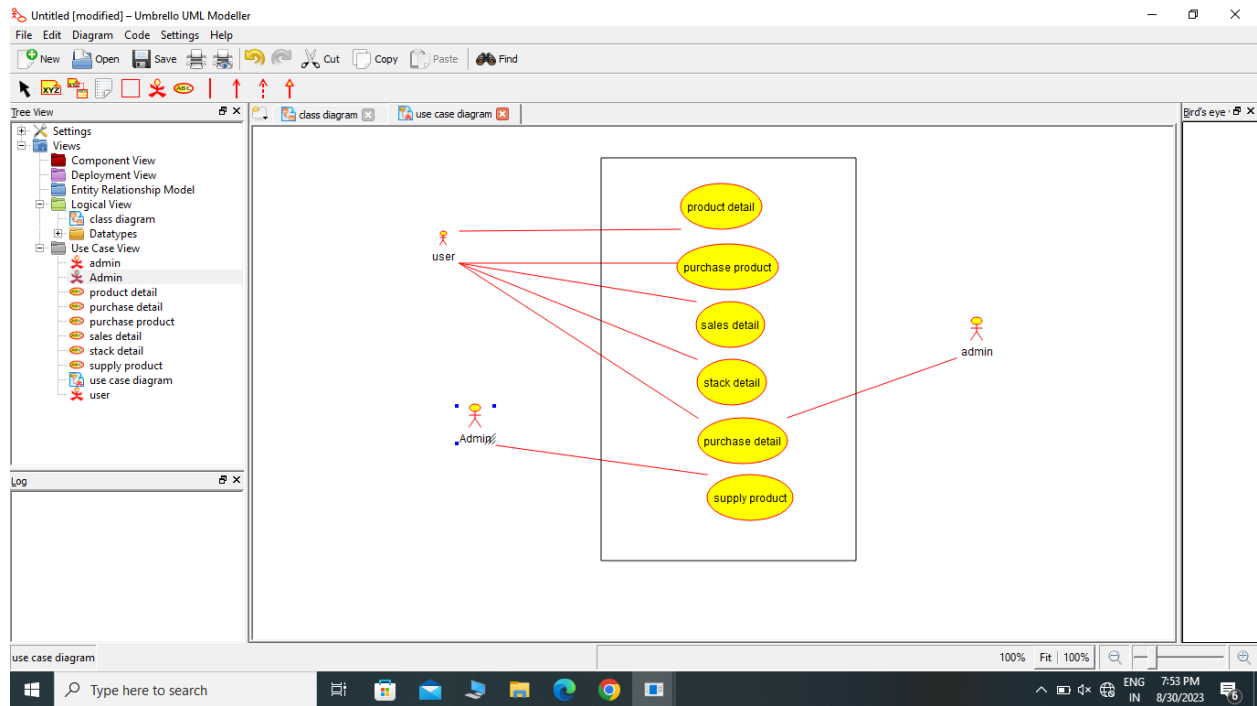 Untitled [modified] – Umbrello UML Modeller
File Edit Diagram Code Settings Help
New Open Save Cut Copy Paste Find
XYZ ABC
Tree View
class diagram use case diagram
Bird's eye
Settings
Views
Component View
Deployment View
Entity Relationship Model
Logical View
class diagram
Datatypes
Use Case View
admin
Admin
product detail
purchase detail
purchase product
sales detail
stack detail
supply product
use case diagram
user
Log
product detail
user
purchase product
sales detail
admin
stack detail
Admin
purchase detail
supply product
use case diagram
100% Fit 100%
Type here to search
ENG
IN
7:53 PM
8/30/2023
6